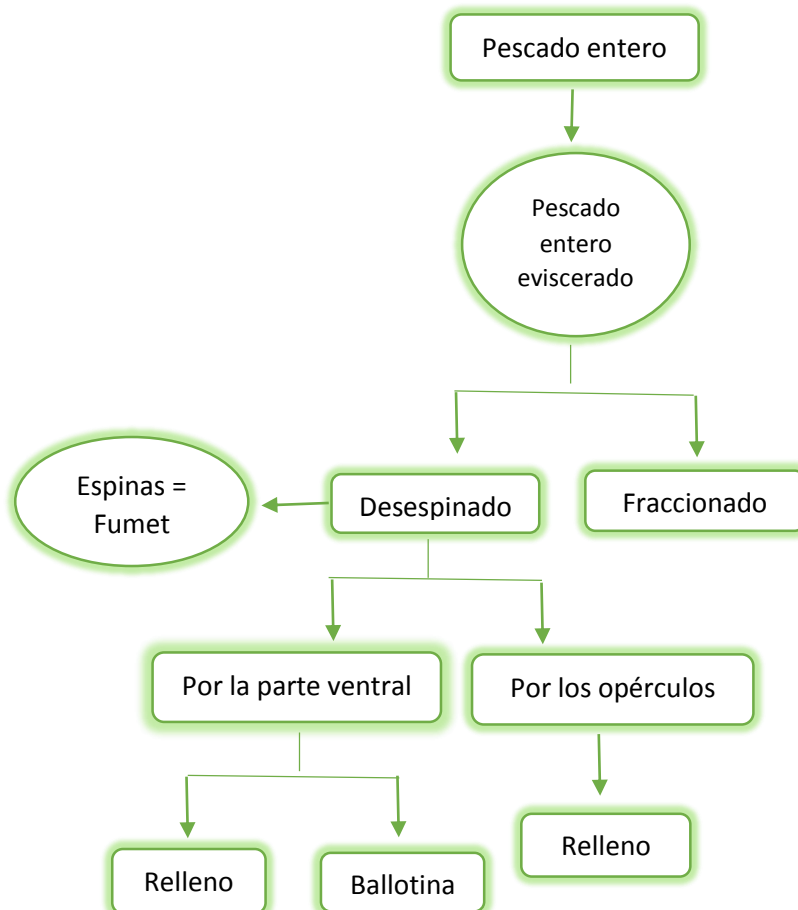 Pescado entero
Pescado
entero
eviscerado
Espinas =
Fumet
Desespinado
Fraccionado
Por la parte ventral
Por los opérculos
Relleno
Ballotina
Relleno